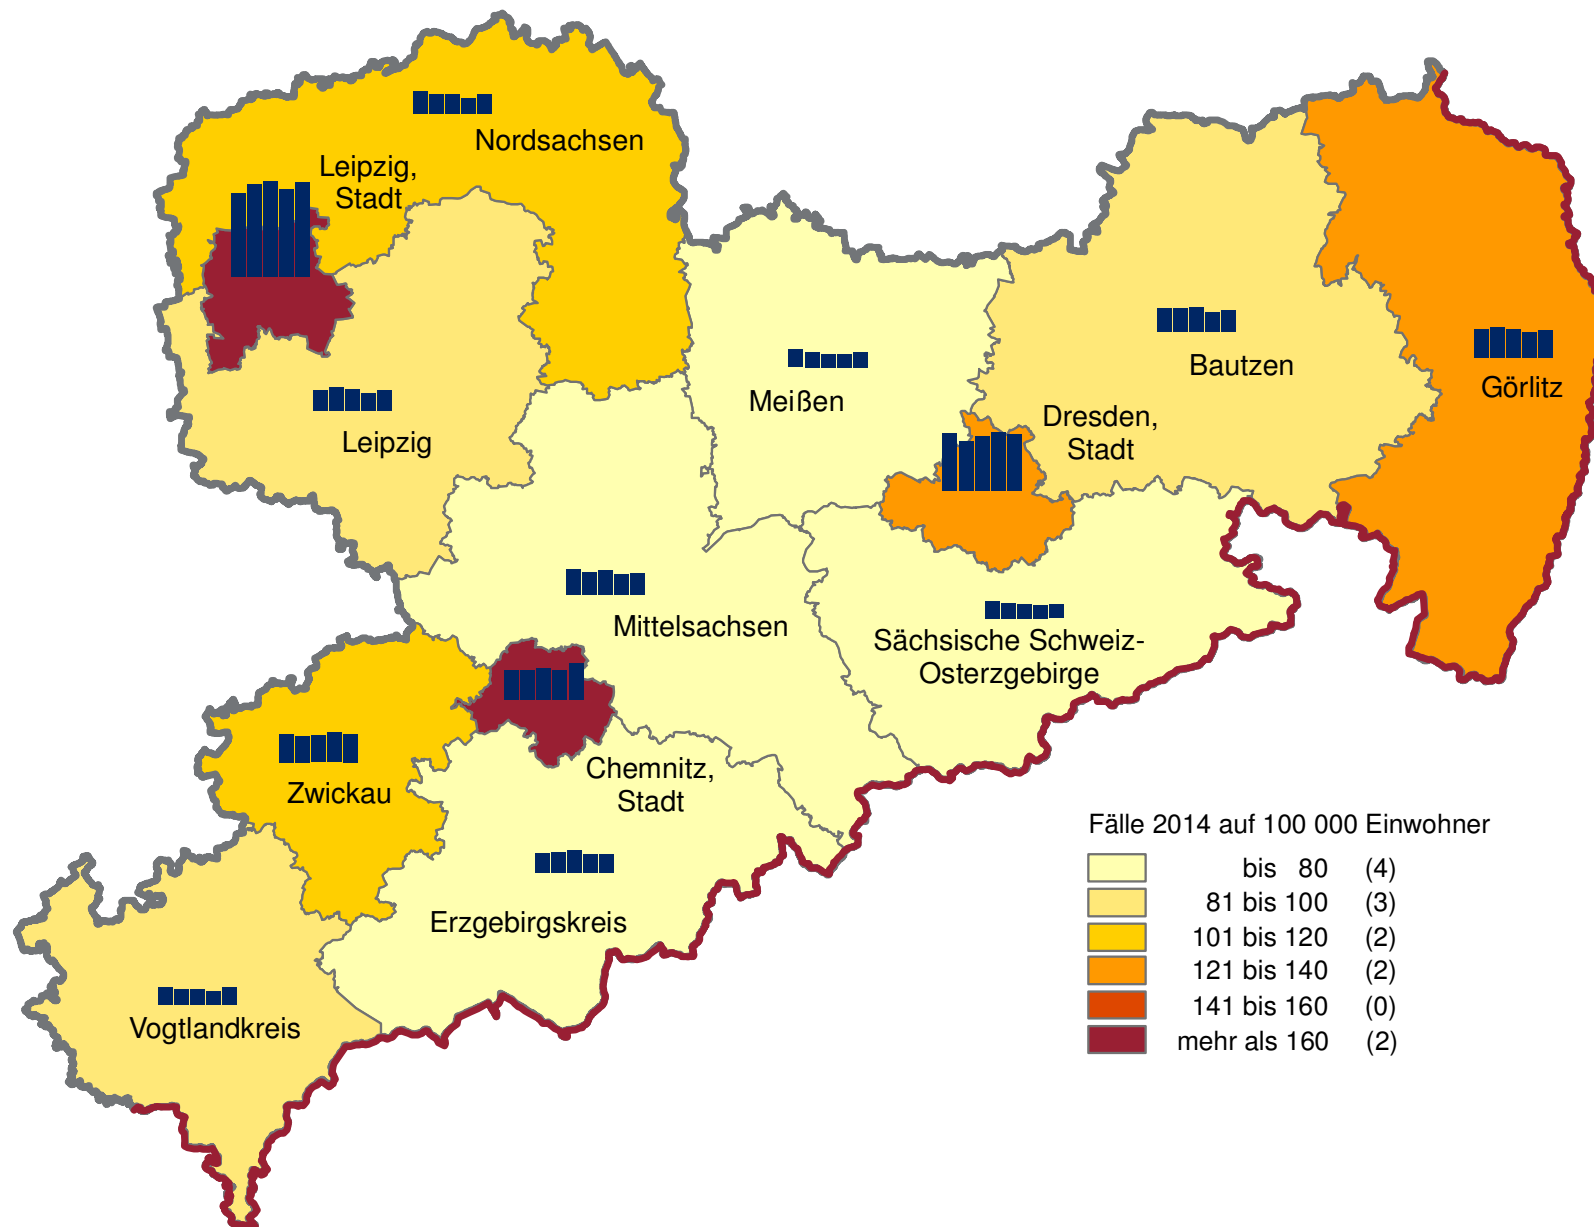 Nordsachsen
Leipzig,
Stadt
Meißen
Bautzen
Görlitz
Leipzig
Dresden,
Stadt
Mittelsachsen
Sächsische Schweiz-
Osterzgebirge
Zwickau
Chemnitz,
Stadt
Erzgebirgskreis
Vogtlandkreis
Fälle 2014 auf 100 000 Einwohner
bis 80 (4)
81 bis 100 (3)
101 bis 120 (2)
121 bis 140 (2)
141 bis 160 (0)
mehr als 160 (2)